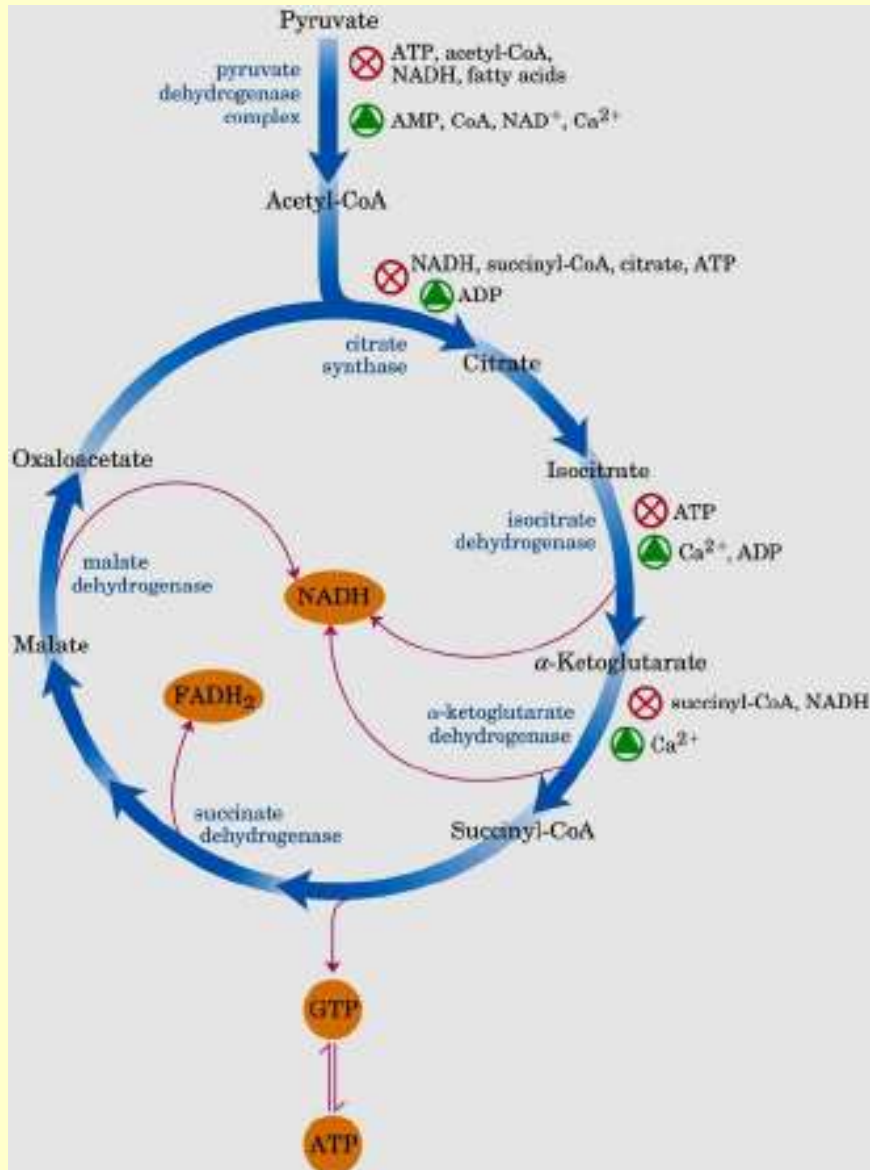 Pyruvate
ATP, acetyl-CoA,
NADH, fatty acids
pyruvate
dehydrogenase
complex
AMP, CoA, NAD⁺, Ca²⁺
Acetyl-CoA
NADH, succinyl-CoA, citrate, ATP
ADP
citrate
synthase
Citrate
Oxaloacetate
Isocitrate
ATP
isocitrate
dehydrogenase
Ca²⁺, ADP
malate
dehydrogenase
NADH
Malate
α-Ketoglutarate
FADH₂
succinyl-CoA, NADH
α-ketoglutarate
dehydrogenase
Ca²⁺
succinate
dehydrogenase
Succinyl-CoA
GTP
ATP